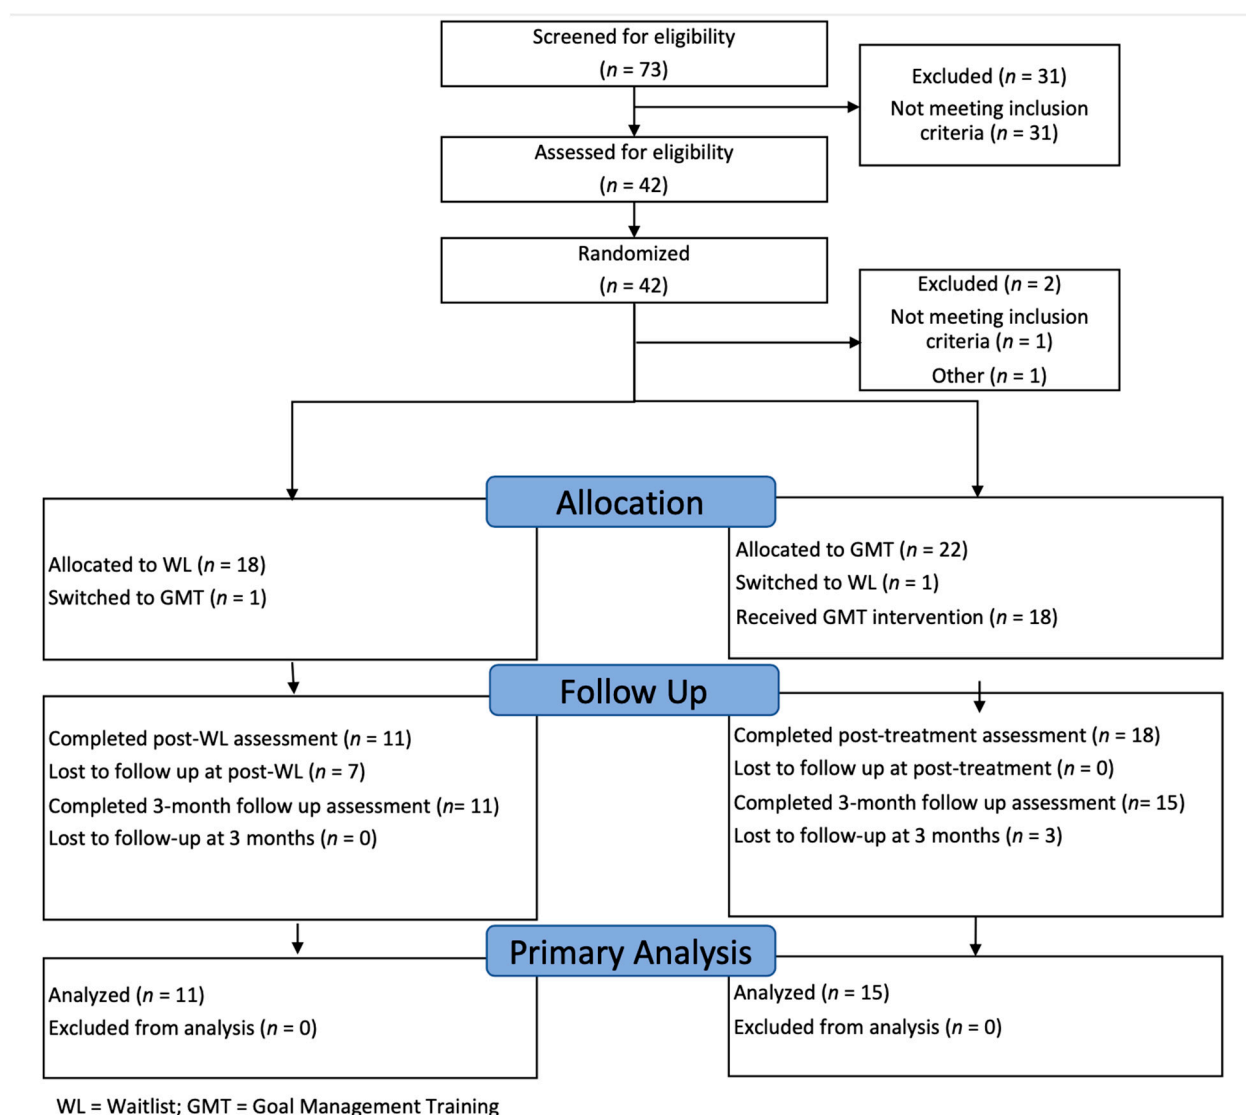 Screened for eligibility
(n = 73)
Excluded (n = 31)
Not meeting inclusion
criteria (n = 31)
Assessed for eligibility
(n = 42)
Randomized
(n = 42)
Excluded (n = 2)
Not meeting inclusion
criteria (n = 1)
Other (n = 1)
Allocation
Allocated to WL (n = 18)
Switched to GMT (n = 1)
Allocated to GMT (n = 22)
Switched to WL (n = 1)
Received GMT intervention (n = 18)
Follow Up
Completed post-WL assessment (n = 11)
Lost to follow up at post-WL (n = 7)
Completed 3-month follow up assessment (n= 11)
Lost to follow-up at 3 months (n = 0)
Completed post-treatment assessment (n = 18)
Lost to follow up at post-treatment (n = 0)
Completed 3-month follow up assessment (n= 15)
Lost to follow-up at 3 months (n = 3)
Primary Analysis
Analyzed (n = 11)
Excluded from analysis (n = 0)
Analyzed (n = 15)
Excluded from analysis (n = 0)
WL = Waitlist; GMT = Goal Management Training